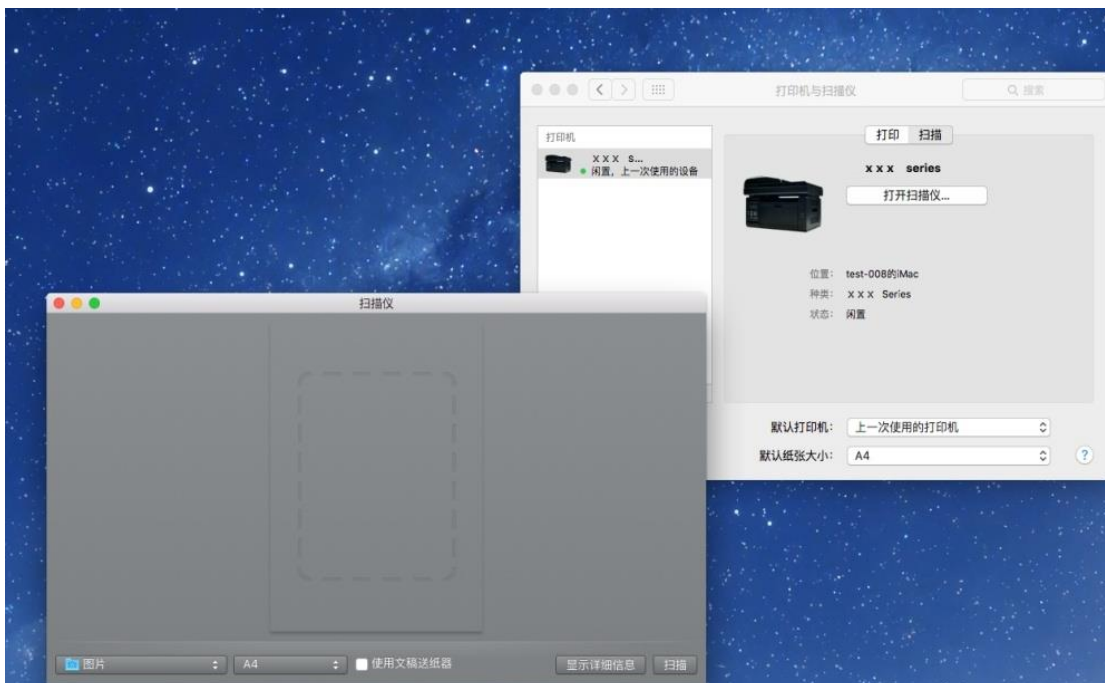 打印机与扫描仪
搜索
打印机
打印 扫描
x x x s...
闲置，上一次使用的设备
x x x series
打开扫描仪...
位置： test-008的iMac
种类： x x x Series
状态： 闲置
扫描仪
默认打印机： 上一次使用的打印机
默认纸张大小： A4
?
图片
A4
使用文稿送纸器
显示详细信息
扫描